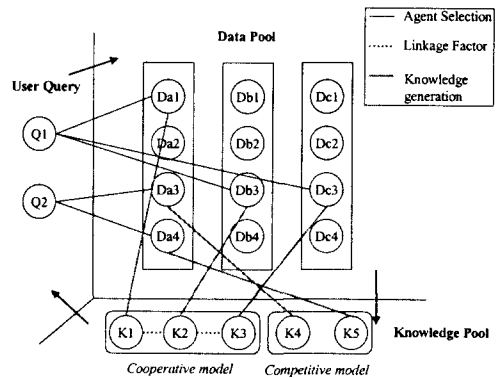 Agent Selection
Linkage Factor
Knowledge
generation
Data Pool
User Query
Da1 Db1 Dc1
Q1
Da2 Db2 Dc2
Da3 Db3 Dc3
Q2
Da4 Db4 Dc4
K1 K2 K3 K4 K5
Knowledge Pool
Cooperative model Competitive model